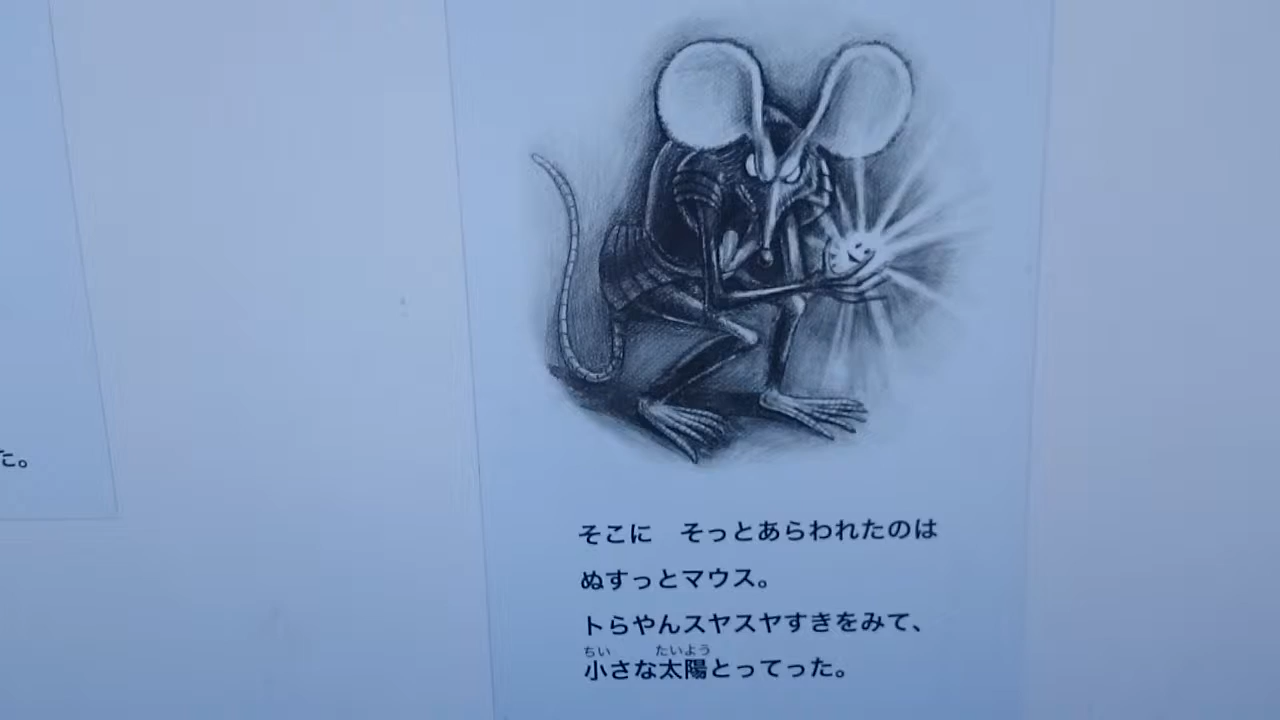 た。
そこに　そっとあらわれたのは
ぬすっとマウス。
トらやんスヤスヤすきをみて、
ちい　たいよう
小さな太陽とってった。